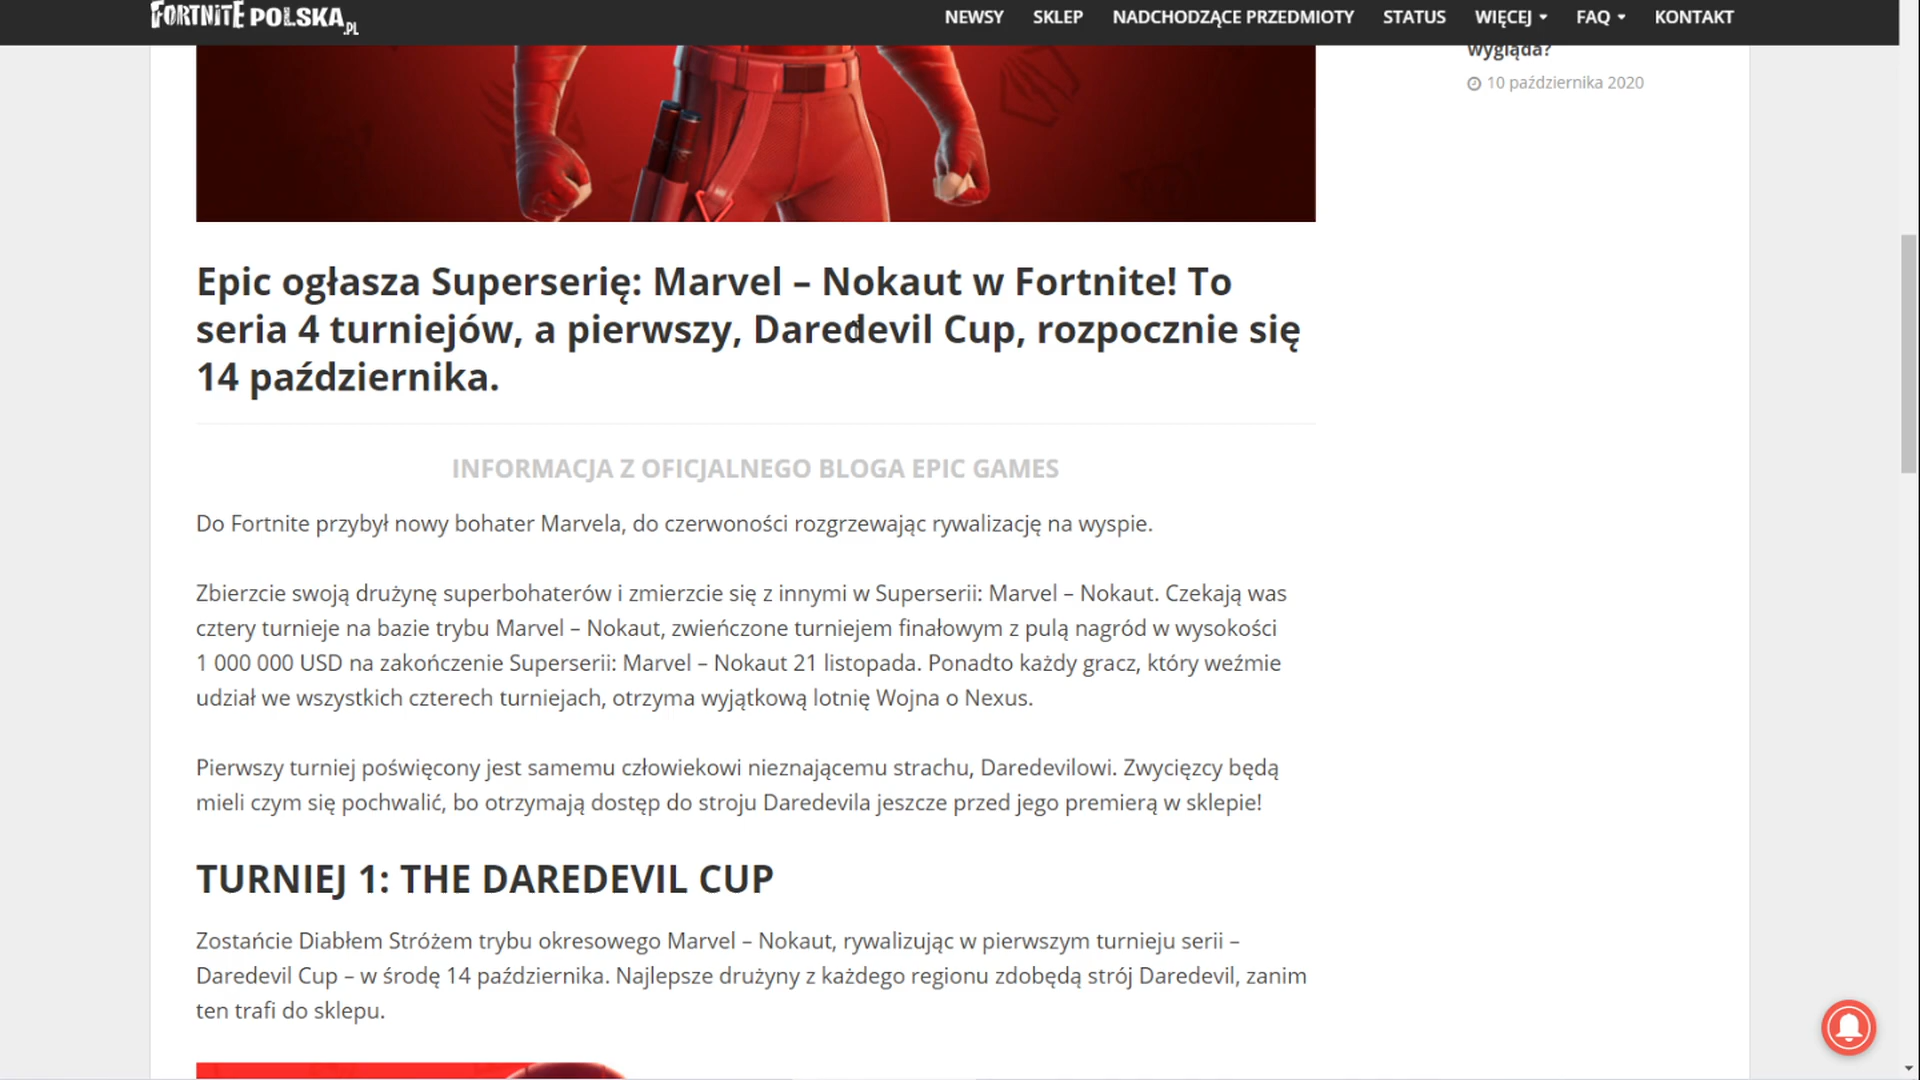 FORTNITE POLSKA.PL
NEWSY SKLEP NADCHODZĄCE PRZEDMIOTY STATUS WIĘCEJ FAQ KONTAKT
wygląda?
10 października 2020
Epic ogłasza Superserię: Marvel – Nokaut w Fortnite! To
seria 4 turniejów, a pierwszy, Daredevil Cup, rozpocznie się
14 października.
INFORMACJA Z OFICJALNEGO BLOGA EPIC GAMES
Do Fortnite przybył nowy bohater Marvela, do czerwoności rozgrzewając rywalizację na wyspie.
Zbierzcie swoją drużynę superbohaterów i zmierzcie się z innymi w Superserii: Marvel – Nokaut. Czekają was
cztery turnieje na bazie trybu Marvel – Nokaut, zwieńczone turniejem finałowym z pulą nagród w wysokości
1 000 000 USD na zakończenie Superserii: Marvel – Nokaut 21 listopada. Ponadto każdy gracz, który weźmie
udział we wszystkich czterech turniejach, otrzyma wyjątkową lotnię Wojna o Nexus.
Pierwszy turniej poświęcony jest samemu człowiekowi nieznającemu strachu, Daredevilowi. Zwycięzcy będą
mieli czym się pochwalić, bo otrzymają dostęp do stroju Daredevila jeszcze przed jego premierą w sklepie!
TURNIEJ 1: THE DAREDEVIL CUP
Zostańcie Diabłem Stróżem trybu okresowego Marvel – Nokaut, rywalizując w pierwszym turnieju serii –
Daredevil Cup – w środę 14 października. Najlepsze drużyny z każdego regionu zdobędą strój Daredevil, zanim
ten trafi do sklepu.